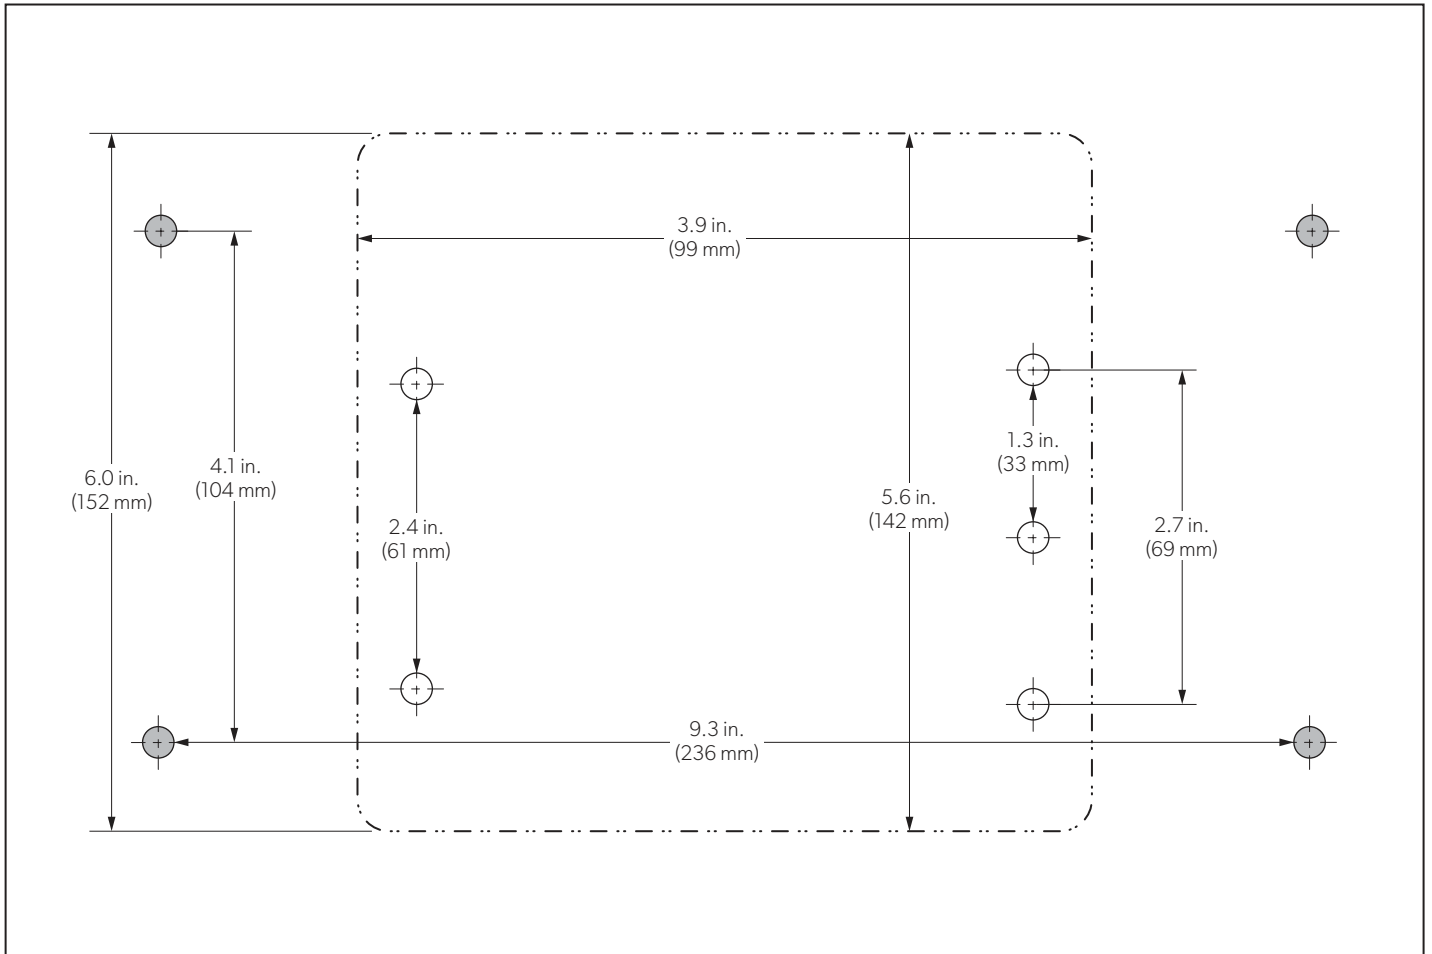 3.9 in.
(99 mm)
1.3 in.
(33 mm)
4.1 in.
(104 mm)
6.0 in.
(152 mm)
5.6 in.
(142 mm)
2.4 in.
(61 mm)
2.7 in.
(69 mm)
9.3 in.
(236 mm)